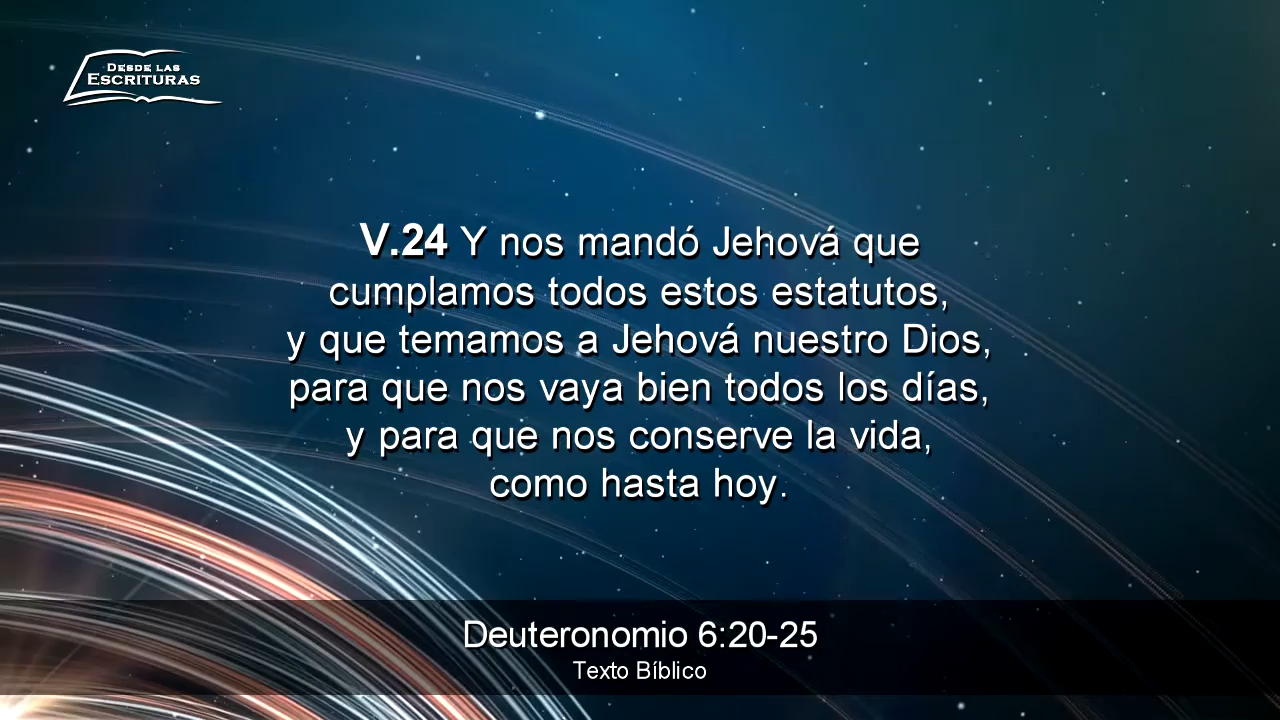 DESDE LAS
ESCRITURAS
V.24 Y nos mandó Jehová que
cumplamos todos estos estatutos,
y que temamos a Jehová nuestro Dios,
para que nos vaya bien todos los días,
y para que nos conserve la vida,
como hasta hoy.
Deuteronomio 6:20-25
Texto Bíblico